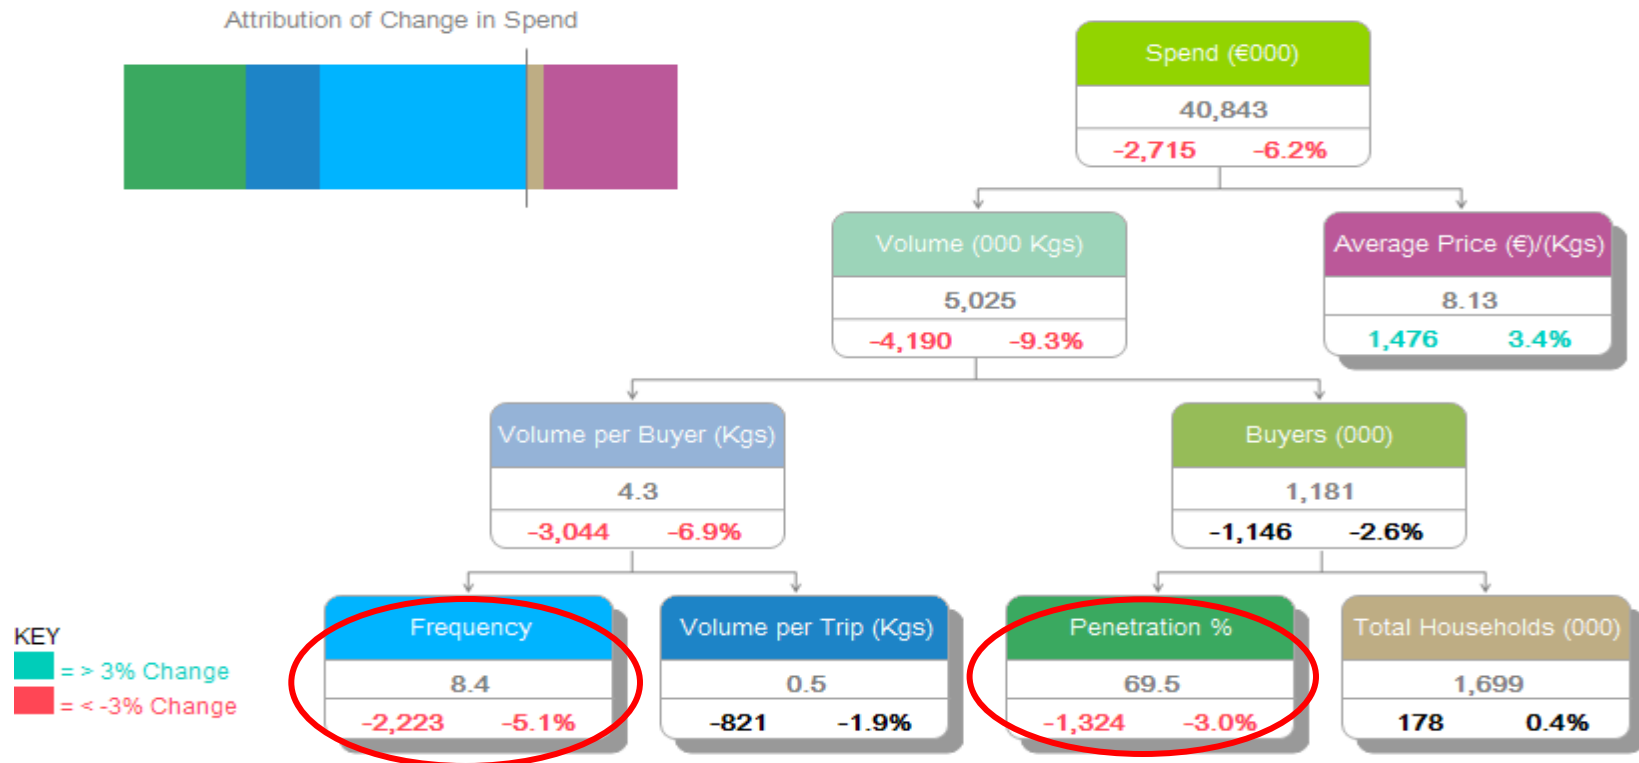 Attribution of Change in Spend
Spend (€000)
40,843
-2,715 -6.2%
Volume (000 Kgs)
5,025
-4,190 -9.3%
Average Price (€)/(Kgs)
8.13
1,476 3.4%
Volume per Buyer (Kgs)
4.3
-3,044 -6.9%
Buyers (000)
1,181
-1,146 -2.6%
Frequency
8.4
-2,223 -5.1%
Volume per Trip (Kgs)
0.5
-821 -1.9%
Penetration %
69.5
-1,324 -3.0%
Total Households (000)
1,699
178 0.4%
KEY
= > 3% Change
= < -3% Change